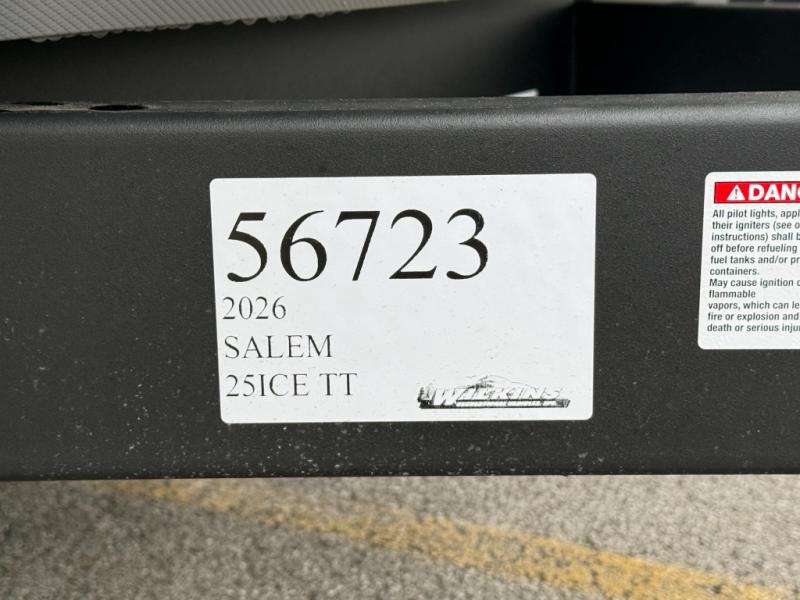 56723
2026
SALEM
25ICE TT
WILKINS
DANG
All pilot lights, appl
their igniters (see o
instructions) shall b
off before refueling
fuel tanks and/or pr
containers.
May cause ignition o
flammable
vapors, which can le
fire or explosion and
death or serious inju